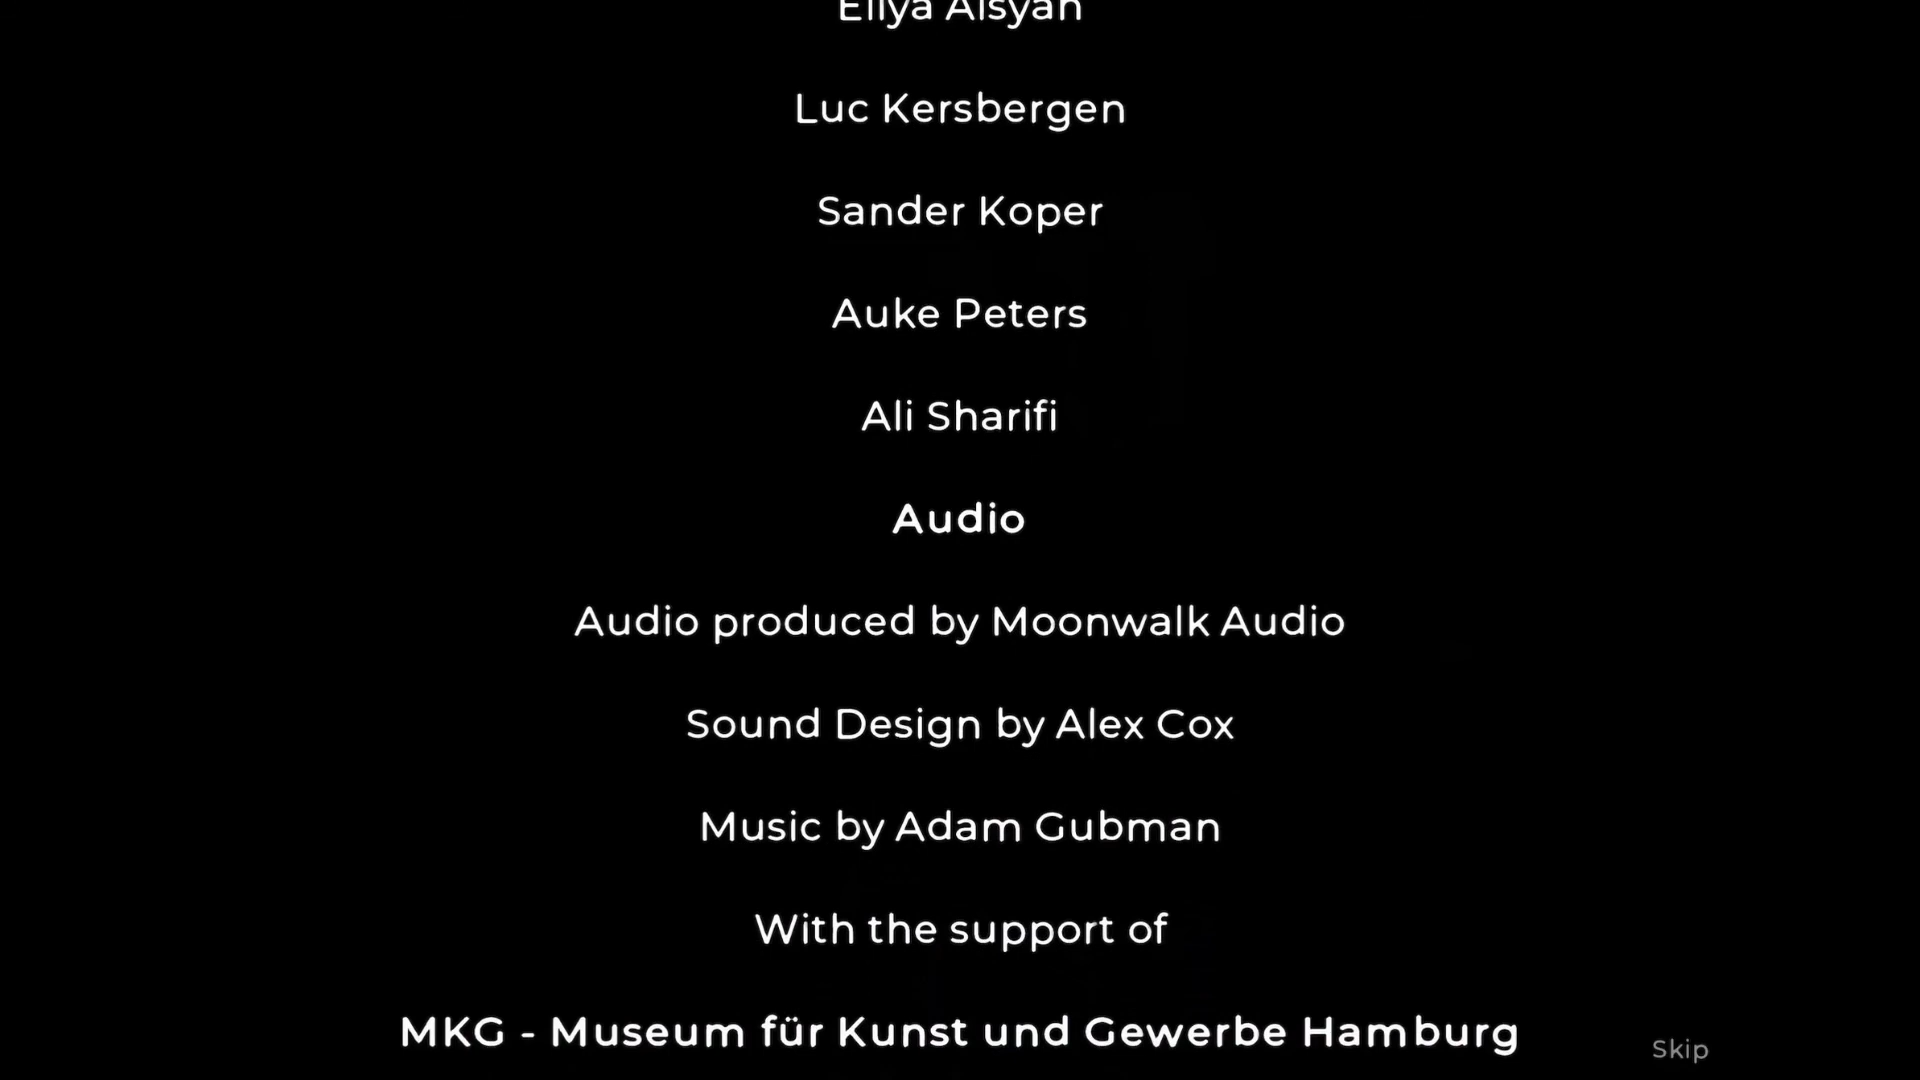 Luc Kersbergen
Sander Koper
Auke Peters
Ali Sharifi
Audio
Audio produced by Moonwalk Audio
Sound Design by Alex Cox
Music by Adam Gubman
With the support of
MKG - Museum für Kunst und Gewerbe Hamburg
Skip